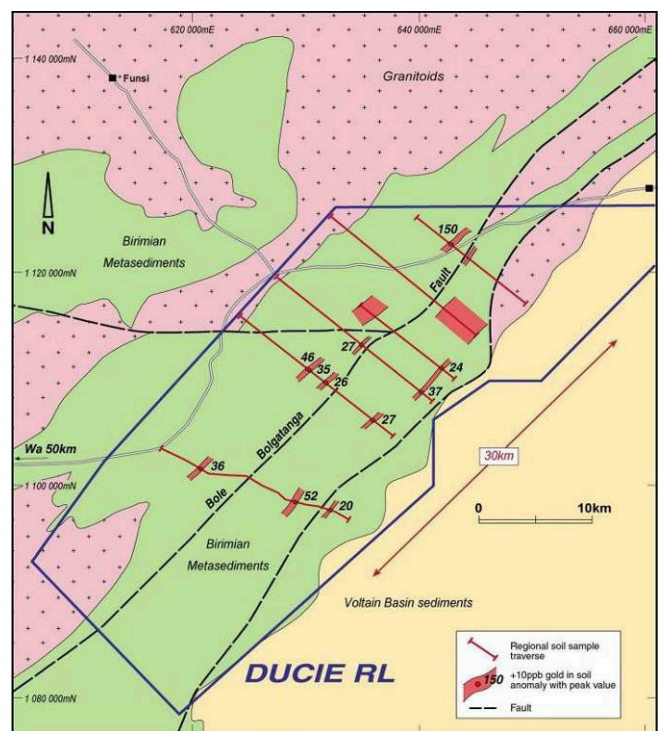 620 000mE
640 000mE
660 000mE
1 140 000mN
Funsi
Granitoids
N
Birimian
Metasediments
150
1 120 000mN
Fault
46
35
26
27
24
37
27
Wa 50km
36
Bolgatanga
30km
1 100 000mN
Bole
52
20
0
10km
Birimian
Metasediments
Voltain Basin sediments
DUCIE RL
Regional soil sample
traverse
150
+10ppb gold in soil
anomaly with peak value
Fault
1 080 000mN